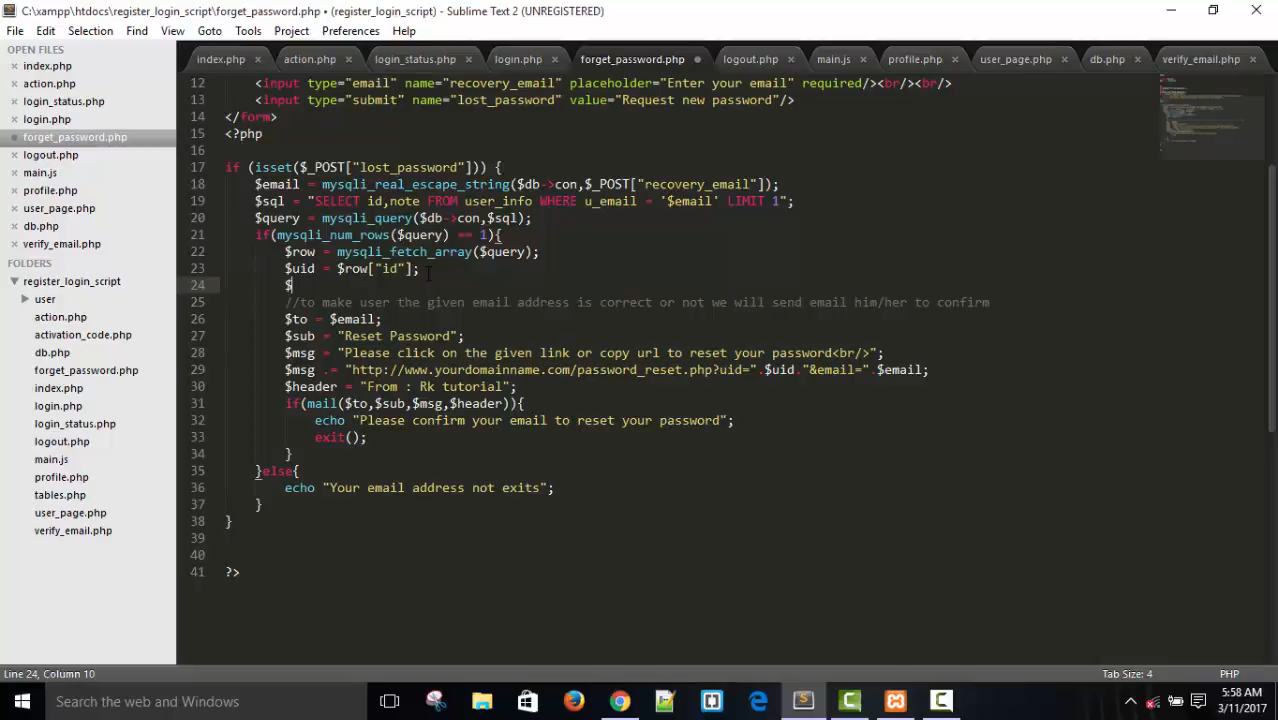 C:\xampp\htdocs\register_login_script\forget_password.php • (register_login_script) - Sublime Text 2 (UNREGISTERED)
File Edit Selection Find View Goto Tools Project Preferences Help
OPEN FILES
index.php
action.php
login_status.php
login.php
forget_password.php
logout.php
main.js
profile.php
user_page.php
db.php
verify_email.php
FOLDERS
register_login_script
user
action.php
activation_code.php
db.php
forget_password.php
index.php
login.php
login_status.php
logout.php
main.js
profile.php
tables.php
user_page.php
verify_email.php
index.php action.php login_status.php login.php forget_password.php logout.php main.js profile.php user_page.php db.php verify_email.php
12 <input type="email" name="recovery_email" placeholder="Enter your email" required/><br/><br/>
13 <input type="submit" name="lost_password" value="Request new password"/>
14 </form>
15 <?php
16
17 if (isset($_POST["lost_password"])) {
18 $email = mysqli_real_escape_string($db->con,$_POST["recovery_email"]);
19 $sql = "SELECT id,note FROM user_info WHERE u_email = '$email' LIMIT 1";
20 $query = mysqli_query($db->con,$sql);
21 if(mysqli_num_rows($query) == 1){
22 $row = mysqli_fetch_array($query);
23 $uid = $row["id"];
24 $
25 //to make user the given email address is correct or not we will send email him/her to confirm
26 $to = $email;
27 $sub = "Reset Password";
28 $msg = "Please click on the given link or copy url to reset your password<br/>";
29 $msg .= "http://www.yourdomainname.com/password_reset.php?uid=".$uid."&email=".$email;
30 $header = "From : Rk tutorial";
31 if(mail($to,$sub,$msg,$header)){
32 echo "Please confirm your email to reset your password";
33 exit();
34 }
35 }else{
36 echo "Your email address not exits";
37 }
38 }
39
40
41 ?>
Line 24, Column 10 Tab Size: 4 PHP
Search the web and Windows
5:58 AM
3/11/2017